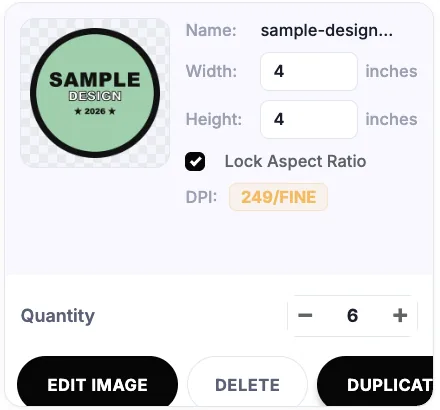 SAMPLE
DESIGN
★ 2026 ★
Name: sample-design...
Width: 4 inches
Height: 4 inches
Lock Aspect Ratio
DPI: 249/FINE
Quantity − 6 +
EDIT IMAGE DELETE DUPLICAT